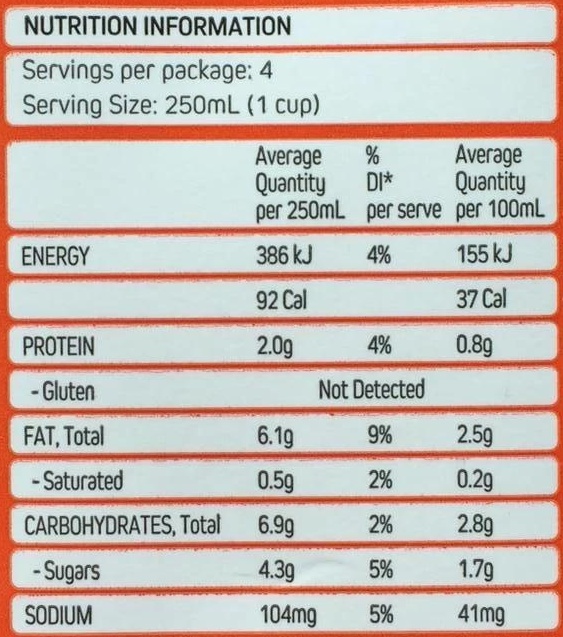 NUTRITION INFORMATION
Servings per package: 4
Serving Size: 250mL (1 cup)
Average % Average
Quantity DI* Quantity
per 250mL per serve per 100mL
ENERGY 386 kJ 4% 155 kJ
92 Cal 37 Cal
PROTEIN 2.0g 4% 0.8g
- Gluten Not Detected
FAT, Total 6.1g 9% 2.5g
- Saturated 0.5g 2% 0.2g
CARBOHYDRATES, Total 6.9g 2% 2.8g
- Sugars 4.3g 5% 1.7g
SODIUM 104mg 5% 41mg